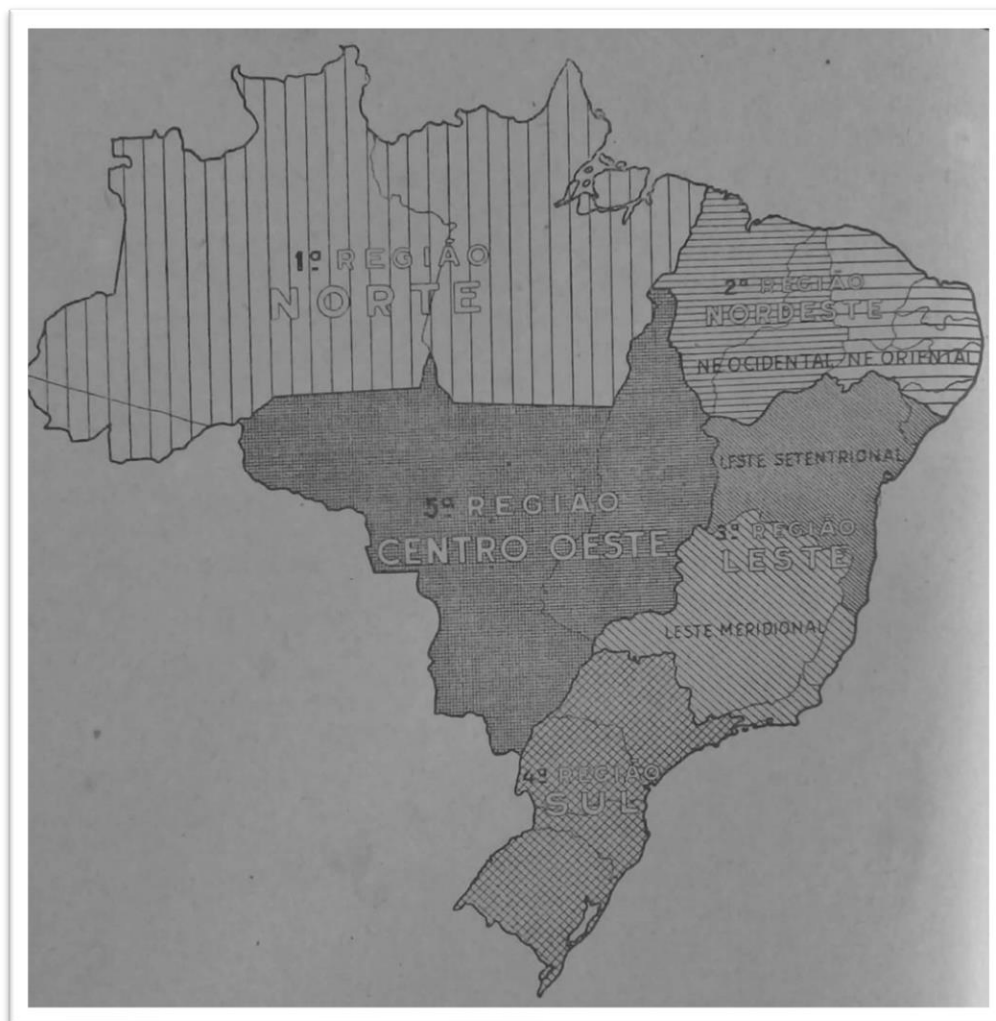 1ª REGIÃO
NORTE
2ª REGIÃO
NORDESTE
NE OCIDENTAL
NE ORIENTAL
LESTE SETENTRIONAL
5ª REGIÃO
CENTRO OESTE
3ª REGIÃO
LESTE
LESTE MERIDIONAL
4ª REGIÃO
SUL